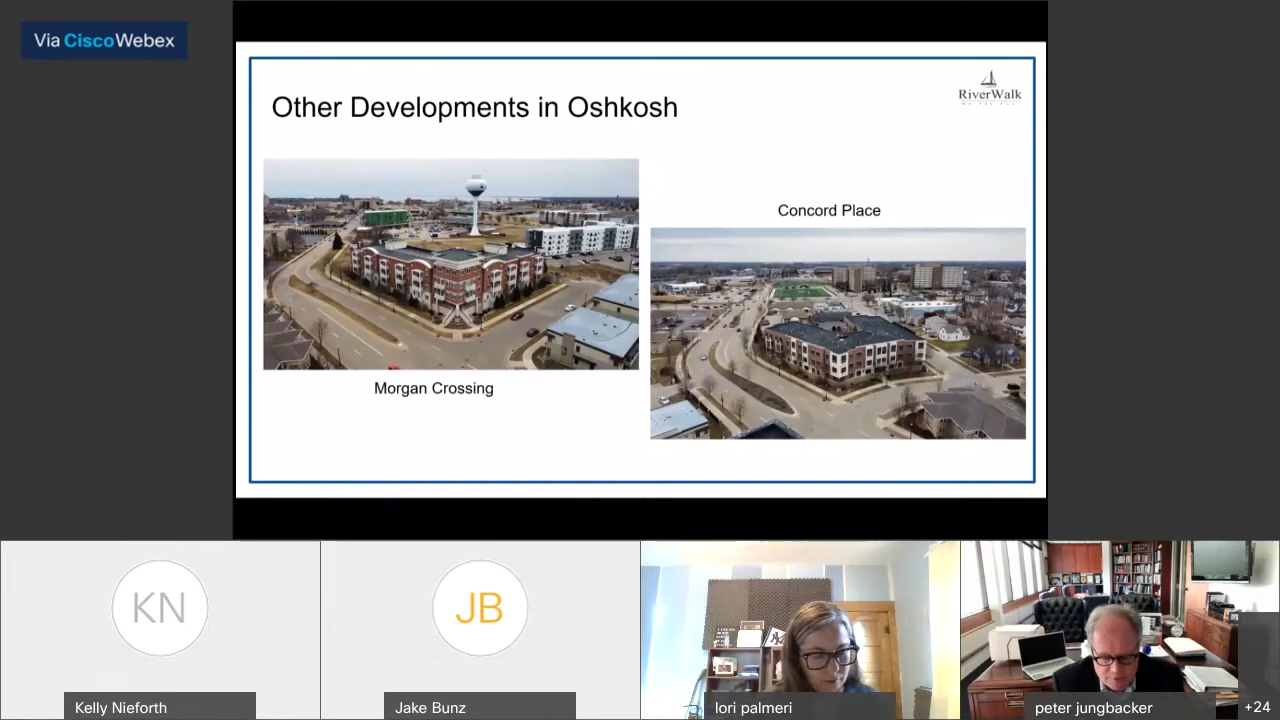 Via Cisco Webex
Other Developments in Oshkosh
RiverWalk
Concord Place
Morgan Crossing
KN
JB
Kelly Nieforth
Jake Bunz
lori palmeri
peter jungbacker
+24